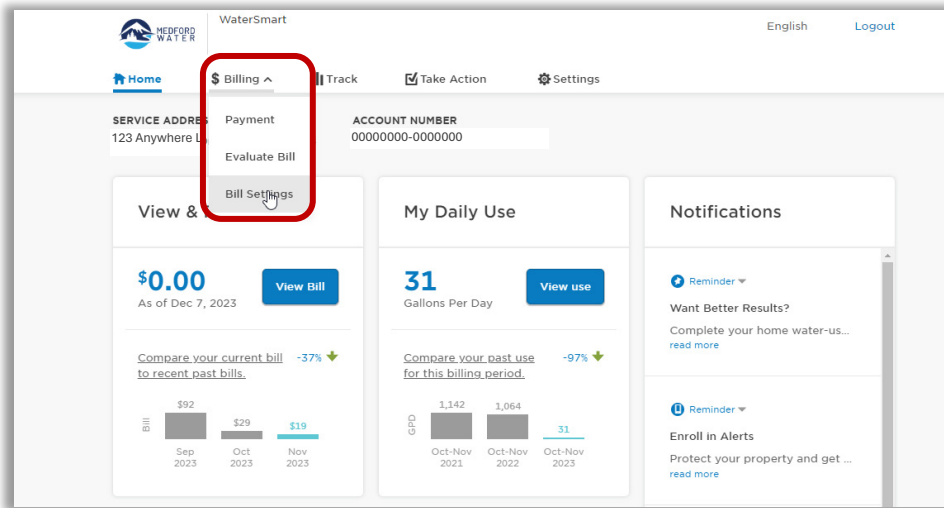 MEDFORD
WATER
WaterSmart
English
Logout
Home
$ Billing
Track
Take Action
Settings
SERVICE ADDRES
123 Anywhere L
ACCOUNT NUMBER
00000000-0000000
Payment
Evaluate Bill
Bill Settings
View &
My Daily Use
Notifications
$0.00
As of Dec 7, 2023
View Bill
Compare your current bill
to recent past bills.
-37%
Bill
$92
$29
$19
Sep
2023
Oct
2023
Nov
2023
31
Gallons Per Day
View use
Compare your past use
for this billing period.
-97%
GPD
1,142
1,064
31
Oct-Nov
2021
Oct-Nov
2022
Oct-Nov
2023
Reminder
Want Better Results?
Complete your home water-us...
read more
Reminder
Enroll in Alerts
Protect your property and get ...
read more